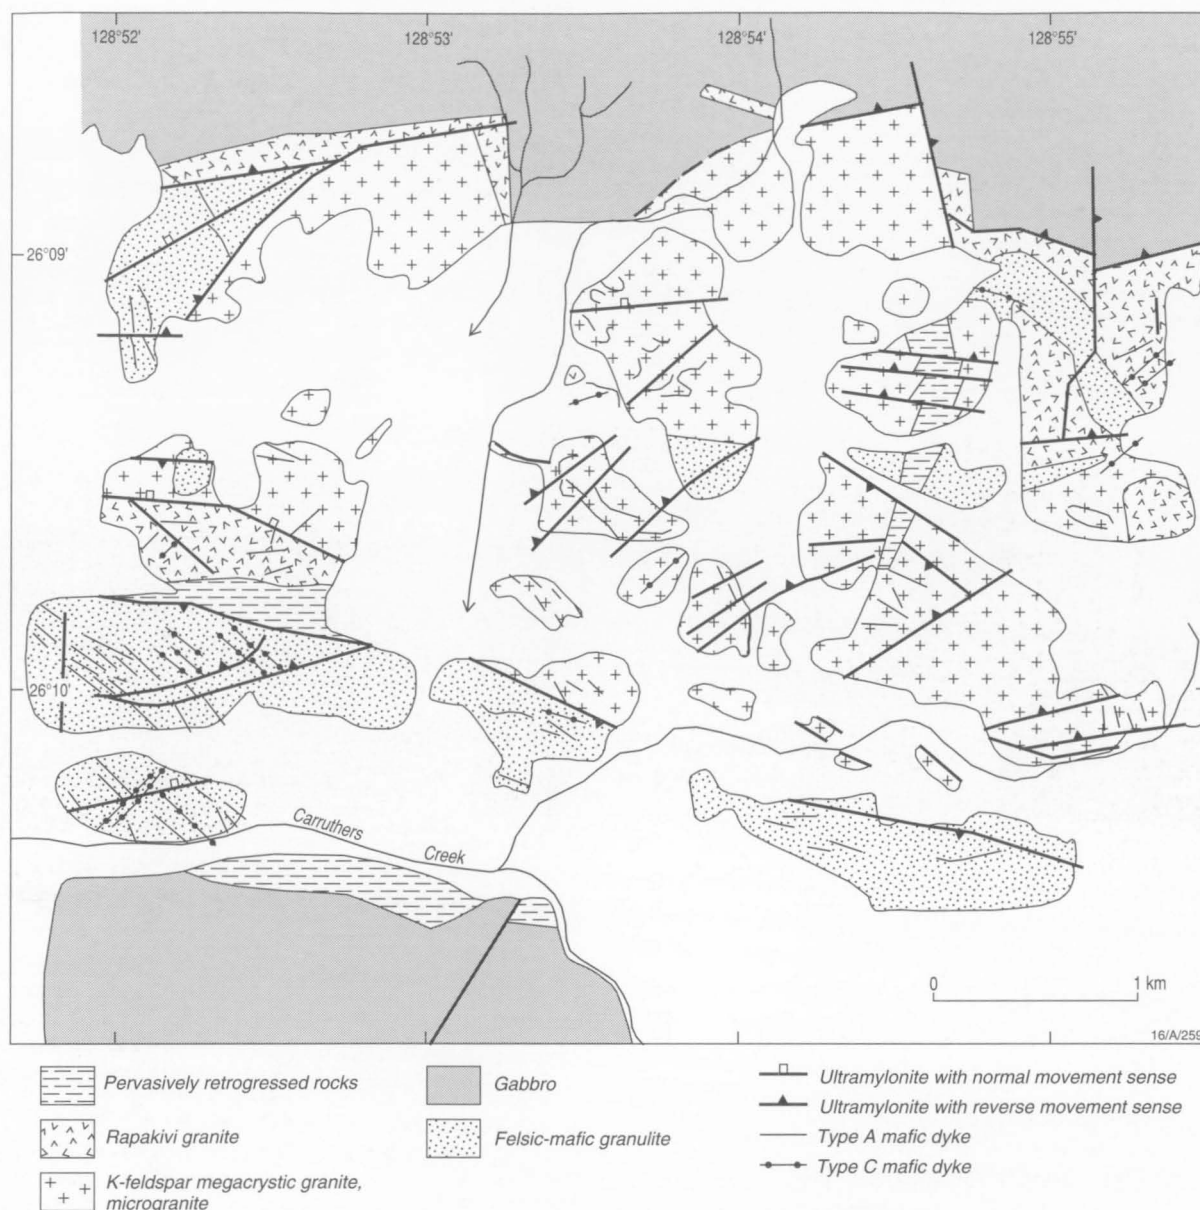 128°52' 128°53' 128°54' 128°55'
26°09'
26°10'
Carruthers
Creek
0 1 km
16/A/259
Pervasively retrogressed rocks
Rapakivi granite
K-feldspar megacrystic granite,
microgranite
Gabbro
Felsic-mafic granulite
Ultramylonite with normal movement sense
Ultramylonite with reverse movement sense
Type A mafic dyke
Type C mafic dyke